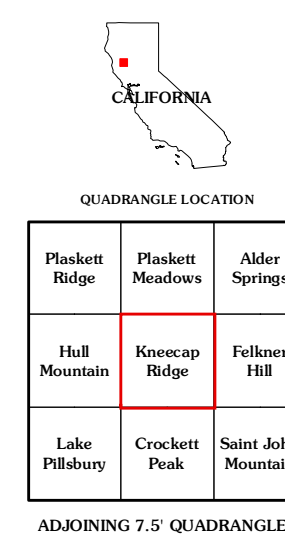 CALIFORNIA
QUADRANGLE LOCATION
Plaskett Ridge
Plaskett Meadows
Alder Springs
Hull Mountain
Kneecap Ridge
Felkner Hill
Lake Pillsbury
Crockett Peak
Saint Joh
Mountai
ADJOINING 7.5' QUADRANGLE